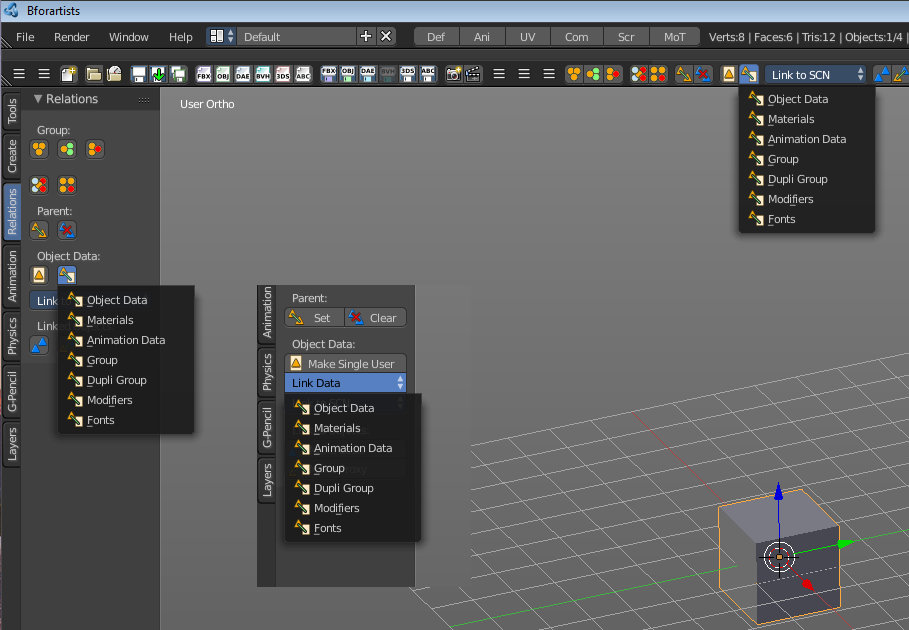 Bforartists
File Render Window Help Default Def Ani UV Com Scr MoT Verts:8 | Faces:6 | Tris:12 | Objects:1/4 |
FBX OBJ DAE BVH 3DS ABC FBX OBJ DAE BVH 3DS ABC Link to SCN
Object Data
Materials
Animation Data
Group
Dupli Group
Modifiers
Fonts
User Ortho
Tools
Create
Relations
Animation
Physics
G-Pencil
Layers
Relations
Group:
Parent:
Object Data:
Link
Object Data
Materials
Animation Data
Group
Dupli Group
Modifiers
Fonts
Animation
Physics
G-Pencil
Layers
Parent:
Set Clear
Object Data:
Make Single User
Link Data
Object Data
Materials
Animation Data
Group
Dupli Group
Modifiers
Fonts